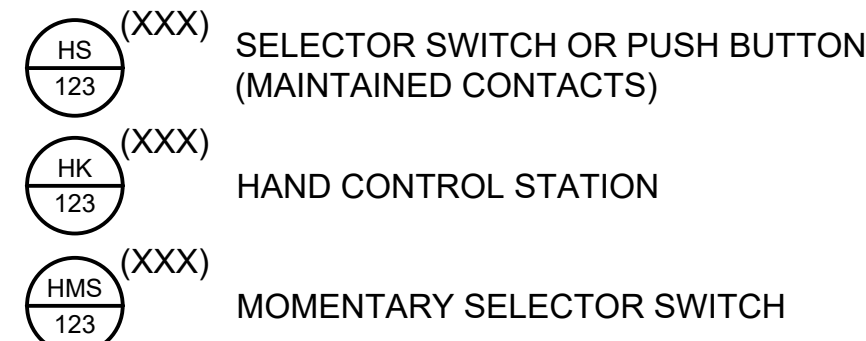 (XXX)
HS
123
SELECTOR SWITCH OR PUSH BUTTON
(MAINTAINED CONTACTS)
(XXX)
HK
123
HAND CONTROL STATION
(XXX)
HMS
123
MOMENTARY SELECTOR SWITCH